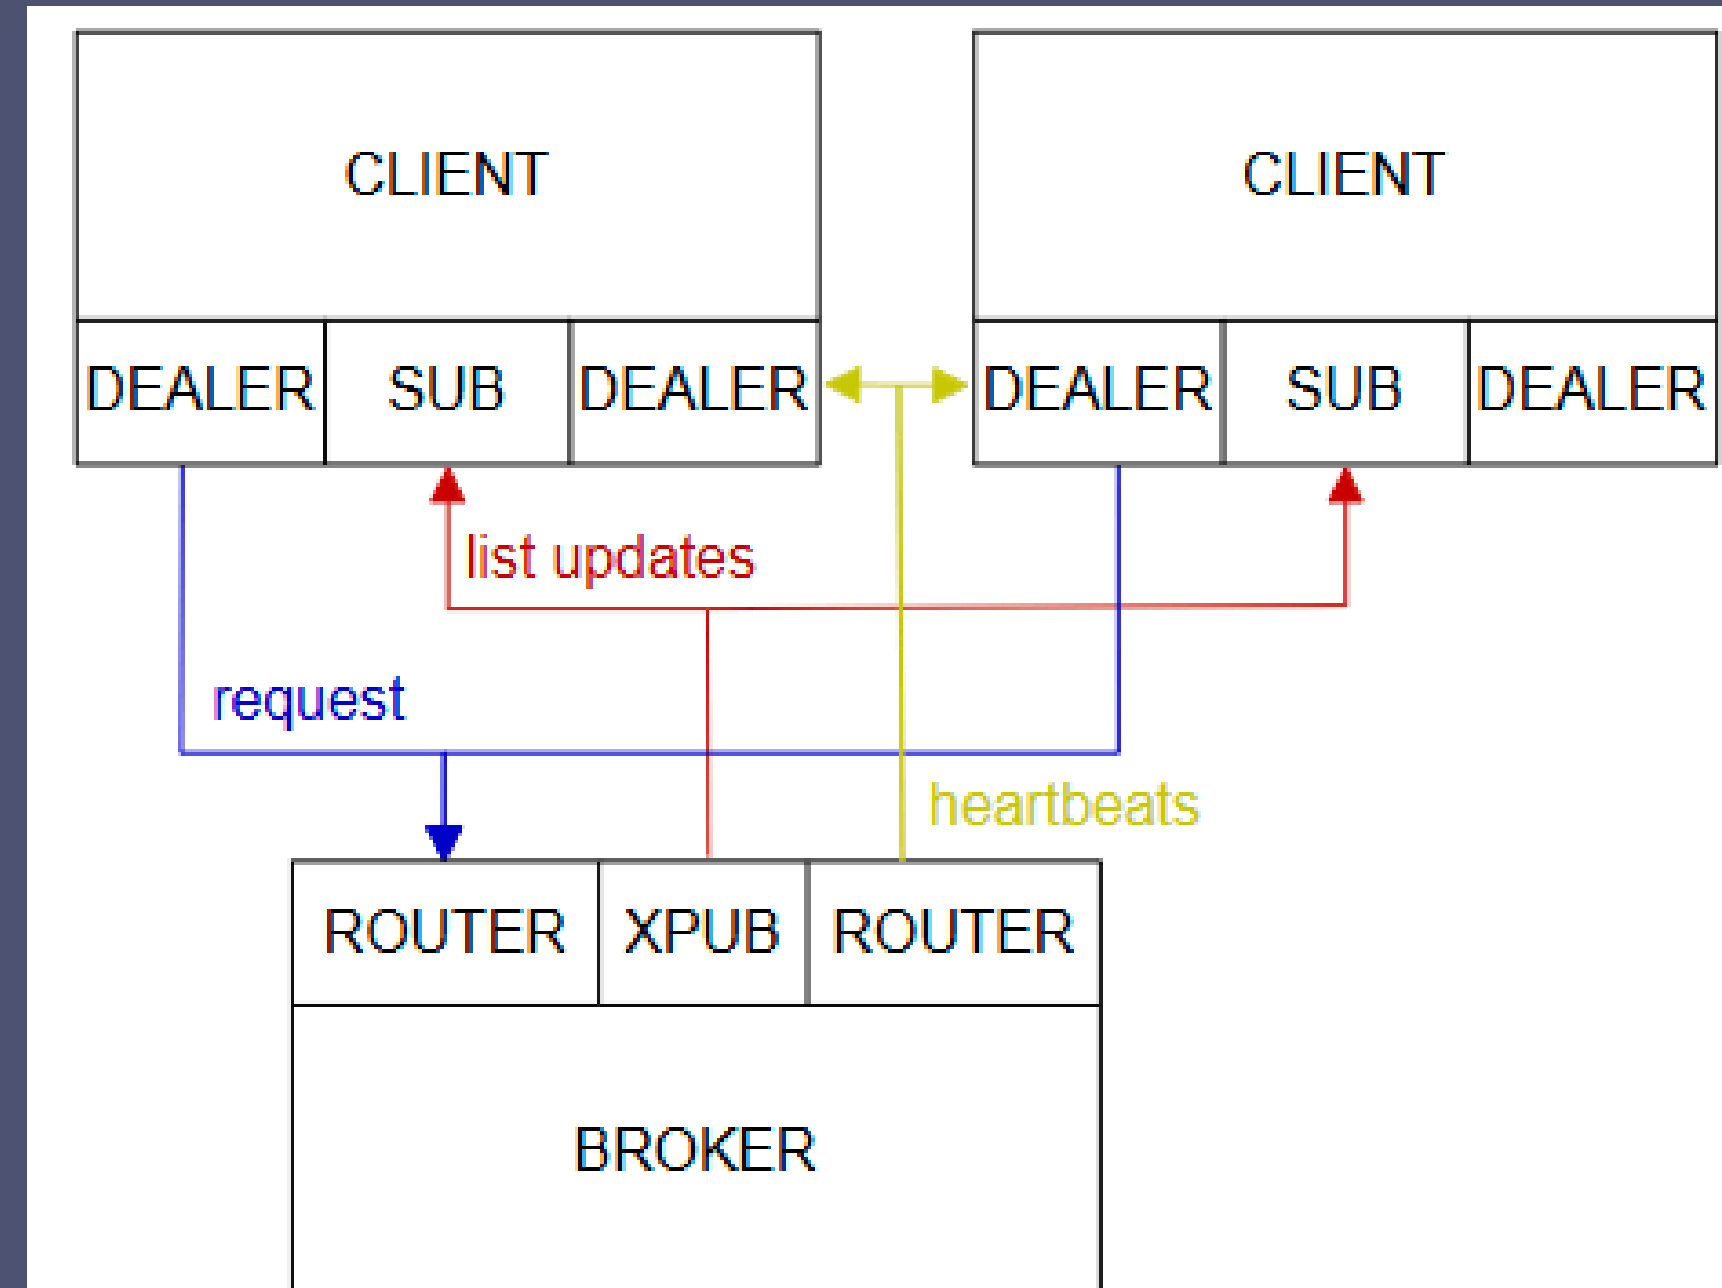 CLIENT
CLIENT
DEALER SUB DEALER
DEALER SUB DEALER
list updates
request
heartbeats
ROUTER XPUB ROUTER
BROKER